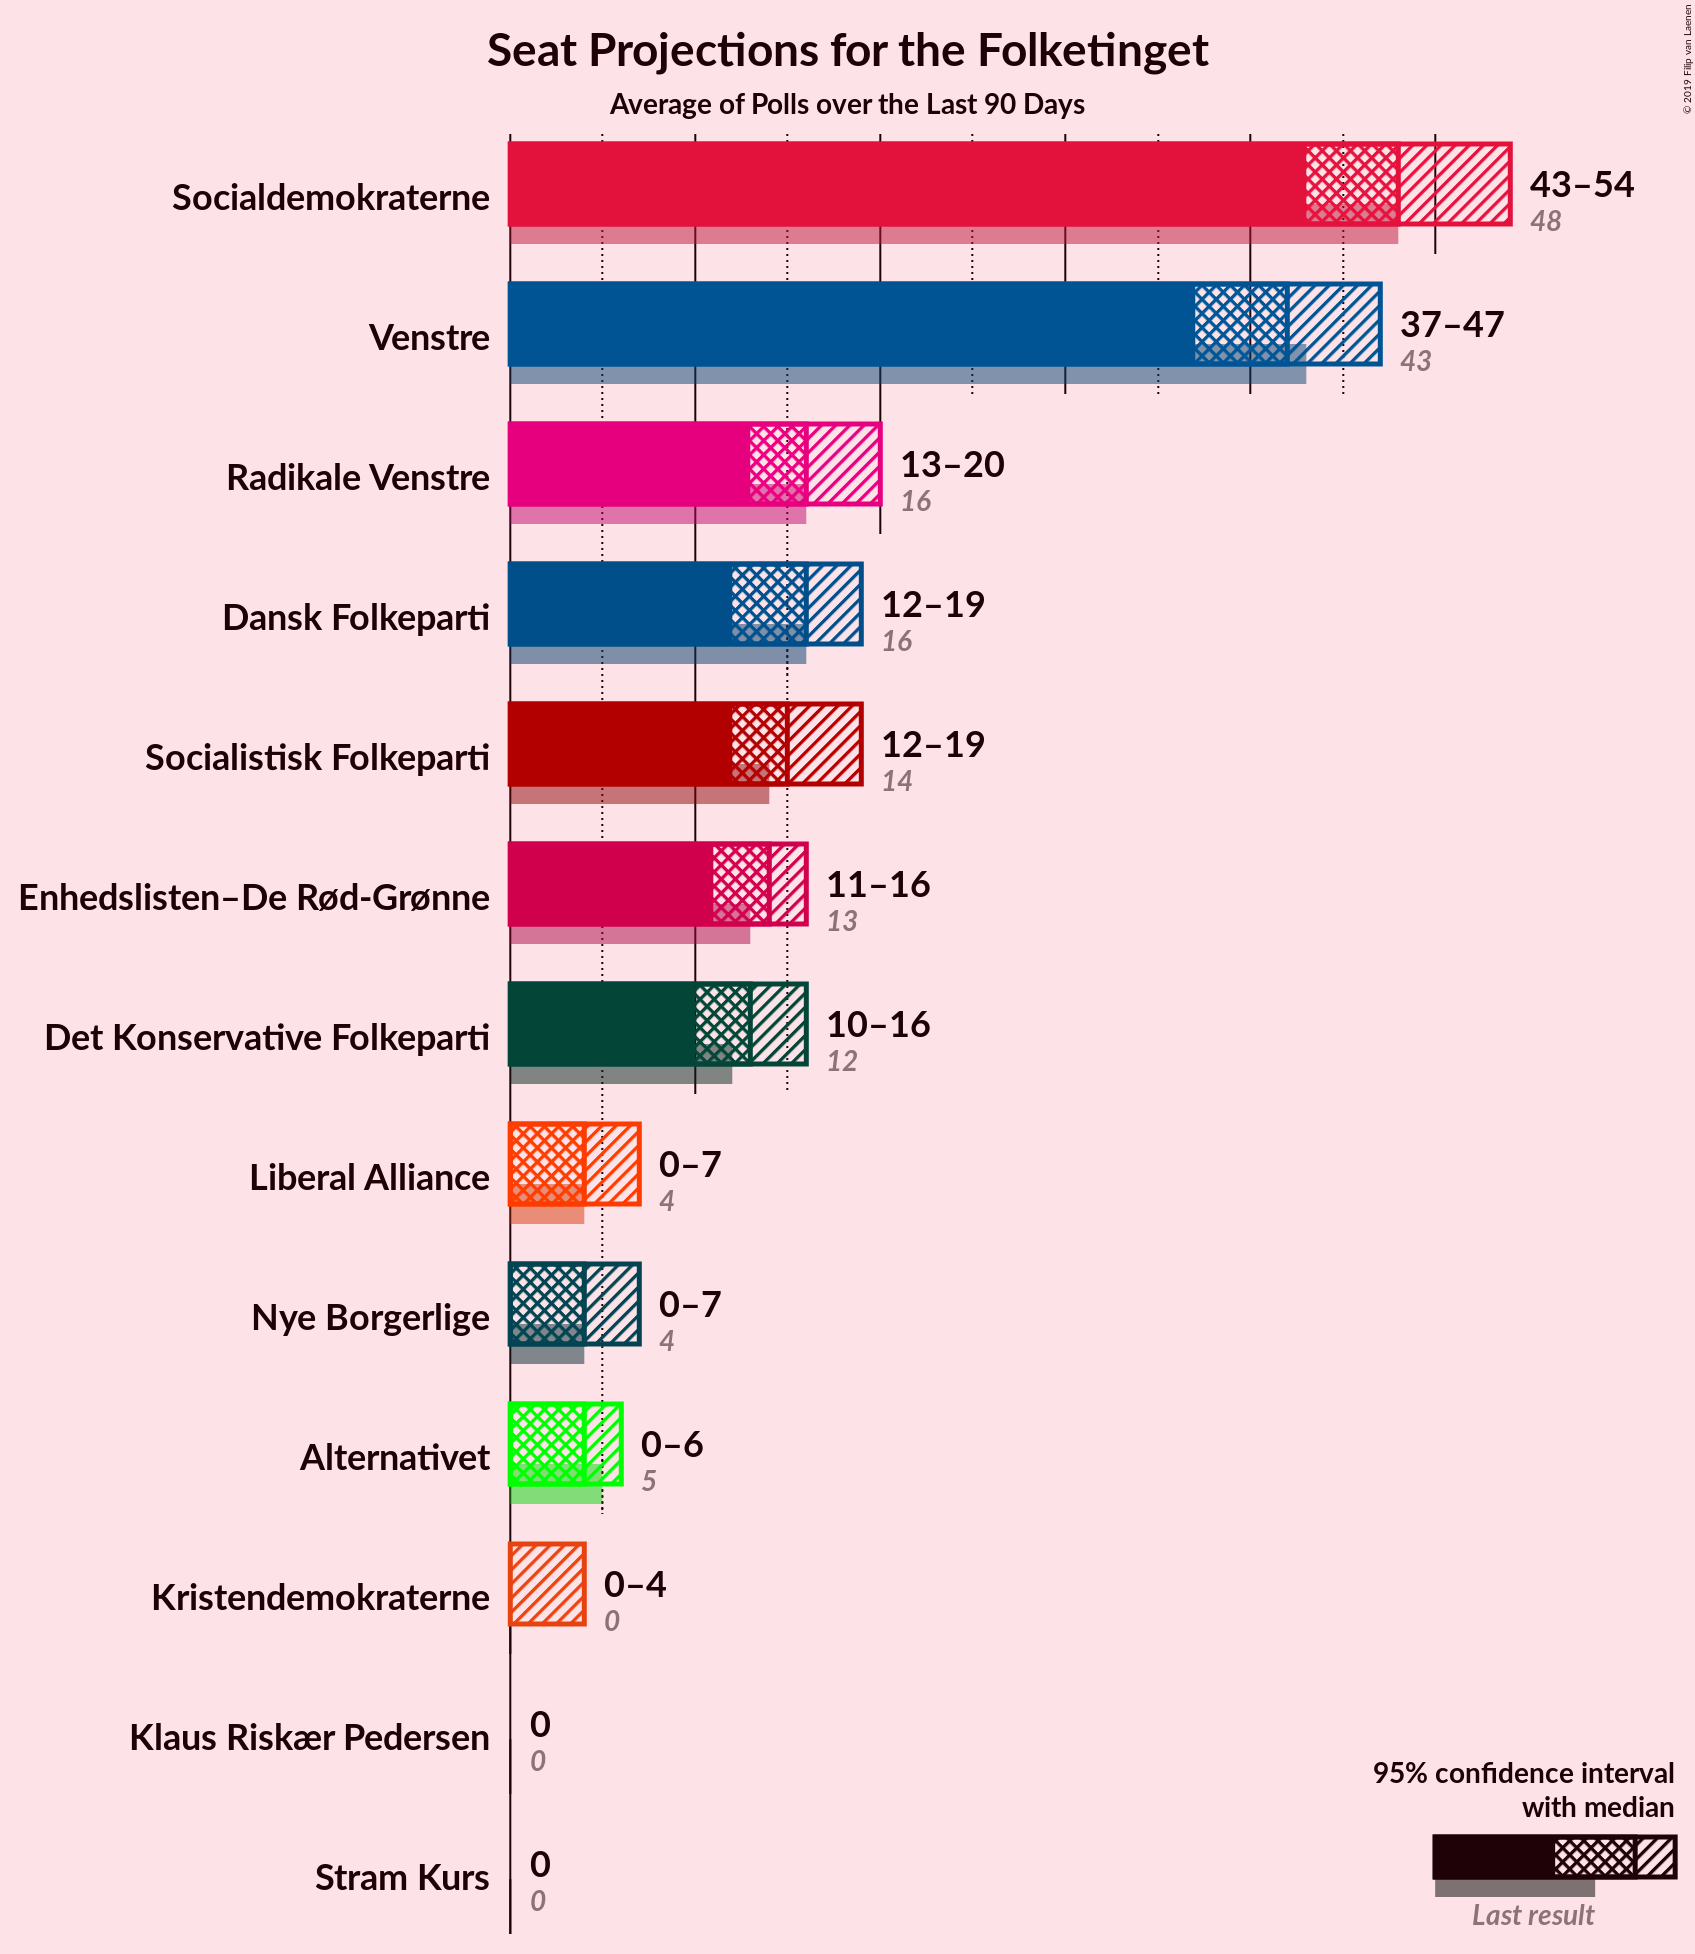 Seat Projections for the Folketinget
Average of Polls over the Last 90 Days
© 2019 Filip van Laenen
Socialdemokraterne
43–54
48
Venstre
37–47
43
Radikale Venstre
13–20
16
Dansk Folkeparti
12–19
16
Socialistisk Folkeparti
12–19
14
Enhedslisten–De Rød-Grønne
11–16
13
Det Konservative Folkeparti
10–16
12
Liberal Alliance
0–7
4
Nye Borgerlige
0–7
4
Alternativet
0–6
5
Kristendemokraterne
0–4
0
Klaus Riskær Pedersen
0
0
Stram Kurs
0
0
95% confidence interval
with median
Last result